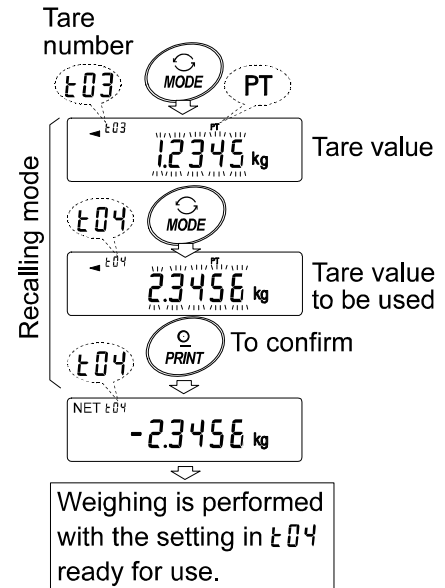 Tare
number
t03
MODE
PT
t03
PT
1.2345 kg
Tare value
Recalling mode
t04
MODE
t04
PT
2.3456 kg
Tare value
to be used
PRINT
To confirm
t04
NET t04
-2.3456 kg
Weighing is performed
with the setting in t04
ready for use.